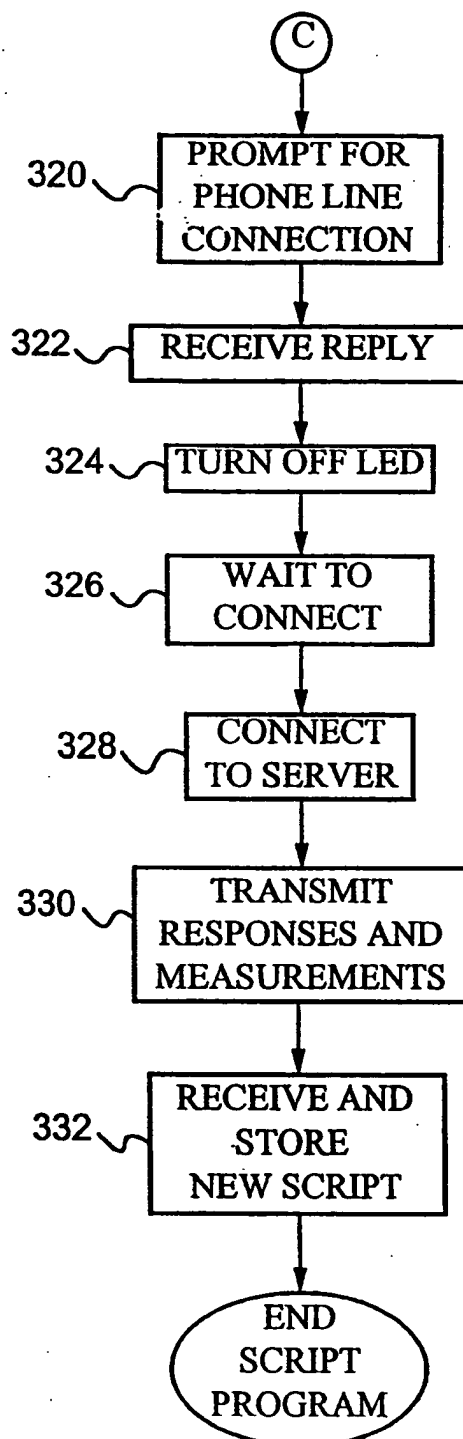 C
320
PROMPT FOR
PHONE LINE
CONNECTION
322
RECEIVE REPLY
324
TURN OFF LED
326
WAIT TO
CONNECT
328
CONNECT
TO SERVER
330
TRANSMIT
RESPONSES AND
MEASUREMENTS
332
RECEIVE AND
STORE
NEW SCRIPT
END
SCRIPT
PROGRAM